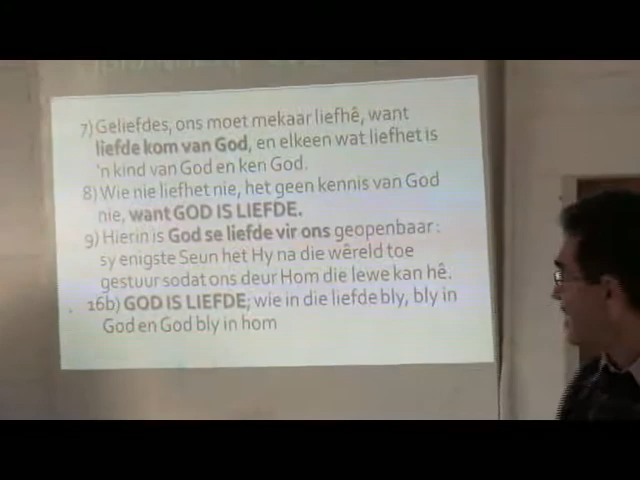 7) Geliefdes, ons moet mekaar liefhê, want
liefde kom van God, en elkeen wat liefhet is
'n kind van God en ken God.
8) Wie nie liefhet nie, het geen kennis van God
nie, want GOD IS LIEFDE.
9) Hierin is God se liefde vir ons geopenbaar:
sy enigste Seun het Hy na die wêreld toe
gestuur sodat ons deur Hom die lewe kan hê.
16b) GOD IS LIEFDE; wie in die liefde bly, bly in
God en God bly in hom